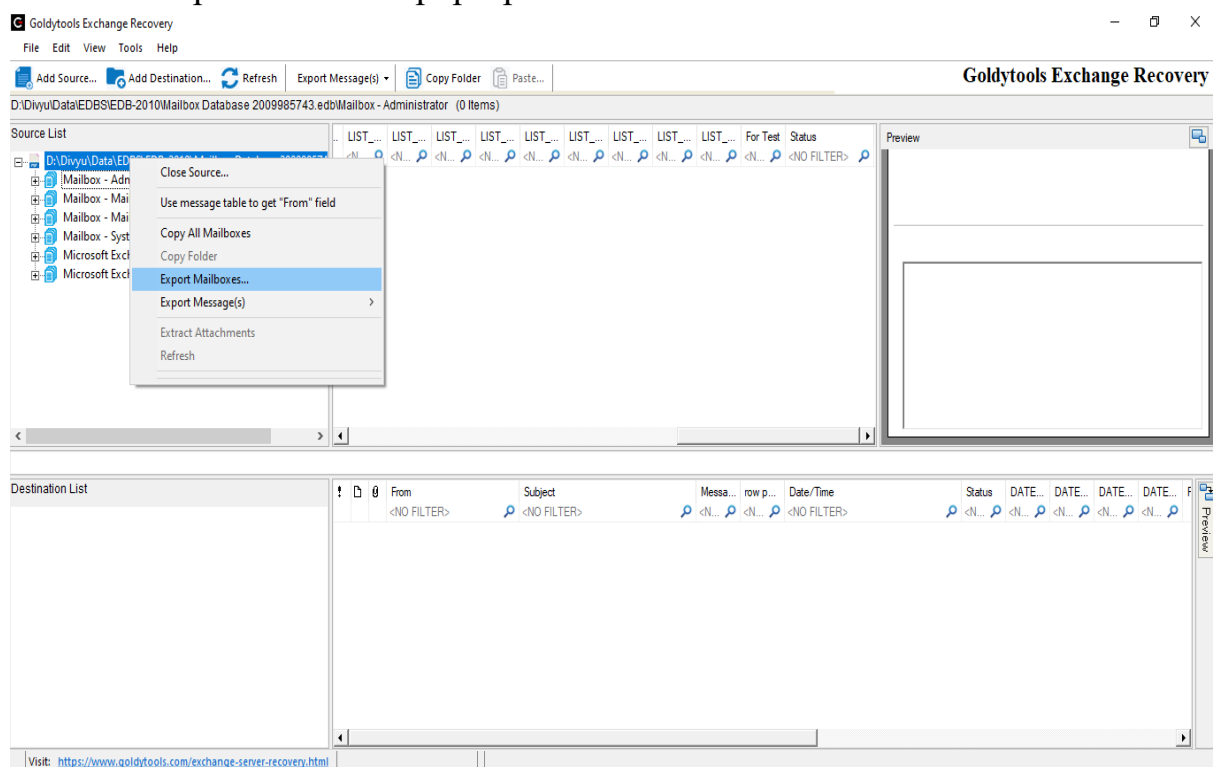 Goldytools Exchange Recovery
File Edit View Tools Help
Add Source... Add Destination... Refresh Export Message(s) Copy Folder Paste... Goldytools Exchange Recovery
D:\Divyu\Data\EDBS\EDB-2010\Mailbox Database 2009985743.edb\Mailbox - Administrator (0 Items)
Source List
.. LIST_... LIST_... LIST_... LIST_... LIST_... LIST_... LIST_... LIST_... LIST_... For Test Status
<N... <N... <N... <N... <N... <N... <N... <N... <N... <N... <NO FILTER>
Preview
Mailbox - Adn
Mailbox - Mai
Mailbox - Mai
Mailbox - Syst
Microsoft Exch
Microsoft Exch
Close Source...
Use message table to get "From" field
Copy All Mailboxes
Copy Folder
Export Mailboxes...
Export Message(s)
Extract Attachments
Refresh
Destination List
From Subject Messa... row p... Date/Time Status DATE... DATE... DATE... DATE... F
<NO FILTER> <NO FILTER> <N... <N... <NO FILTER> <N... <N... <N... <N... <N...
Preview
Visit: https://www.goldytools.com/exchange-server-recovery.html